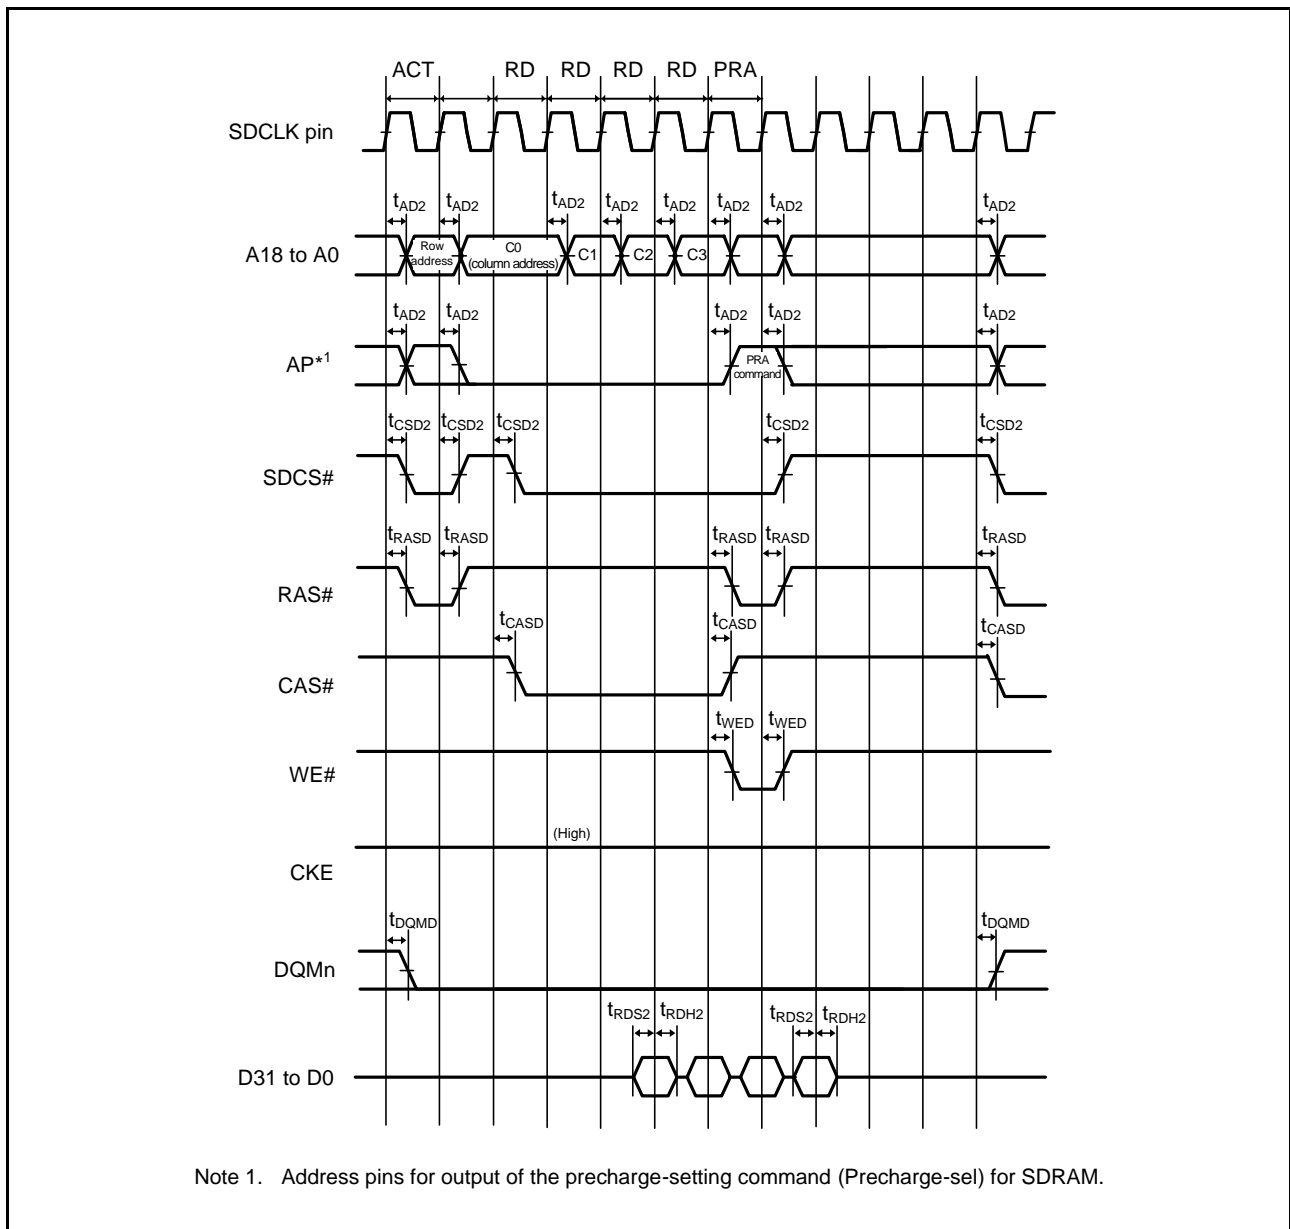 ACT RD RD RD RD PRA
SDCLK pin
tAD2 tAD2 tAD2 tAD2 tAD2 tAD2 tAD2 tAD2
A18 to A0
Row address
C0 (column address)
C1 C2 C3
tAD2 tAD2 tAD2 tAD2 tAD2
AP*1
PRA command
tCSD2 tCSD2 tCSD2 tCSD2 tCSD2
SDCS#
tRASD tRASD tRASD tRASD tRASD
RAS#
tCASD tCASD tCASD
CAS#
tWED tWED
WE#
(High)
CKE
tDQMD tDQMD
DQMn
tRDS2 tRDH2 tRDS2 tRDH2
D31 to D0
Note 1. Address pins for output of the precharge-setting command (Precharge-sel) for SDRAM.